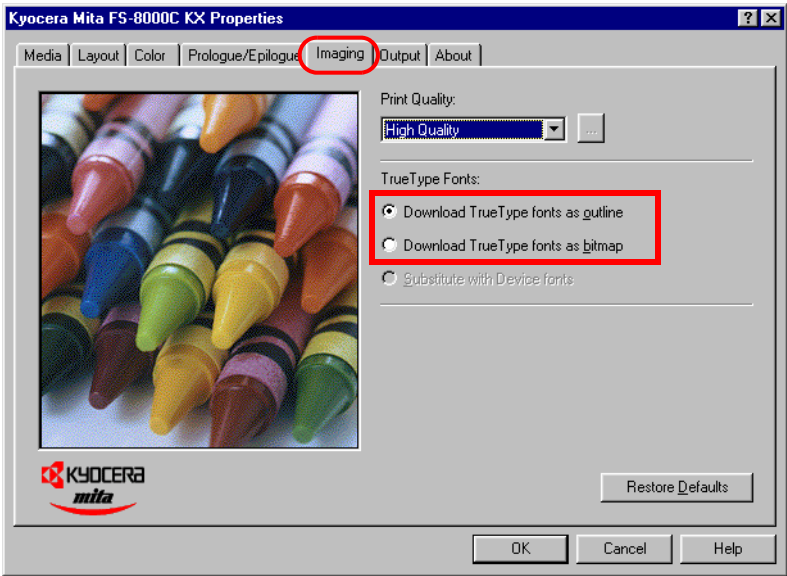 Kyocera Mita FS-8000C KX Properties
Media Layout Color Prologue/Epilogue Imaging Output About
Print Quality:
High Quality
...
TrueType Fonts:
Download TrueType fonts as outline
Download TrueType fonts as bitmap
Substitute with Device fonts
KYOCERA
mita
Restore Defaults
OK Cancel Help